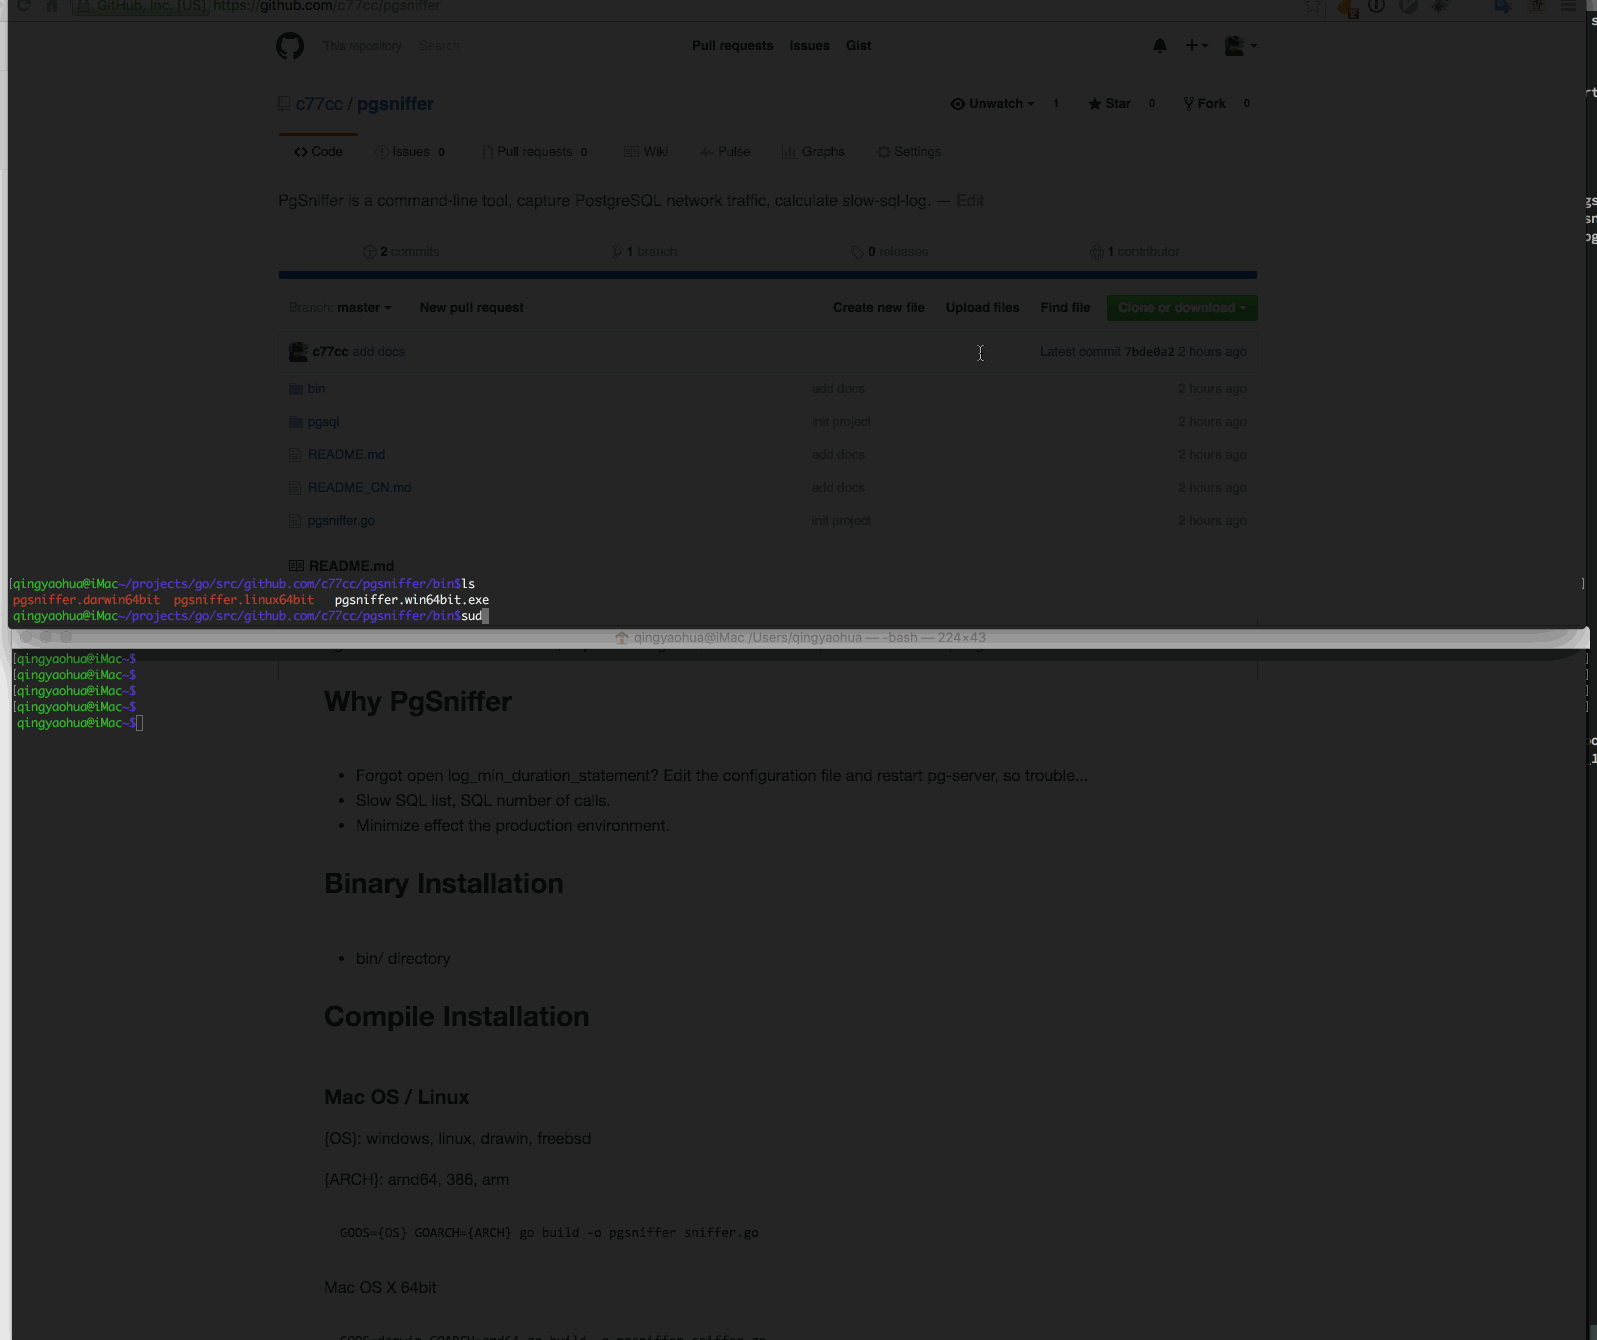 GitHub, Inc. [US] https://github.com/c77cc/pgsniffer
This repository Search Pull requests Issues Gist
c77cc / pgsniffer Unwatch 1 Star 0 Fork 0
Code Issues 0 Pull requests 0 Wiki Pulse Graphs Settings
PgSniffer is a command-line tool, capture PostgreSQL network traffic, calculate slow-sql-log. — Edit
2 commits 1 branch 0 releases 1 contributor
Branch: master New pull request Create new file Upload files Find file Clone or download
c77cc add docs Latest commit 7bde0a2 2 hours ago
bin add docs 2 hours ago
pgsql init project 2 hours ago
README.md add docs 2 hours ago
README_CN.md add docs 2 hours ago
pgsniffer.go init project 2 hours ago
README.md
[qingyaohua@iMac~/projects/go/src/github.com/c77cc/pgsniffer/bin$ls ]
pgsniffer.darwin64bit pgsniffer.linux64bit pgsniffer.win64bit.exe
qingyaohua@iMac~/projects/go/src/github.com/c77cc/pgsniffer/bin$sud
qingyaohua@iMac /Users/qingyaohua — -bash — 224×43
[qingyaohua@iMac~$ ]
[qingyaohua@iMac~$ ]
[qingyaohua@iMac~$ ]
[qingyaohua@iMac~$ ]
qingyaohua@iMac~$
Why PgSniffer
• Forgot open log_min_duration_statement? Edit the configuration file and restart pg-server, so trouble...
• Slow SQL list, SQL number of calls.
• Minimize effect the production environment.
Binary Installation
• bin/ directory
Compile Installation
Mac OS / Linux
{OS}: windows, linux, drawin, freebsd
{ARCH}: amd64, 386, arm
GOOS={OS} GOARCH={ARCH} go build -o pgsniffer sniffer.go
Mac OS X 64bit
GOOS=darwin GOARCH=amd64 go build -o pgsniffer sniffer.go